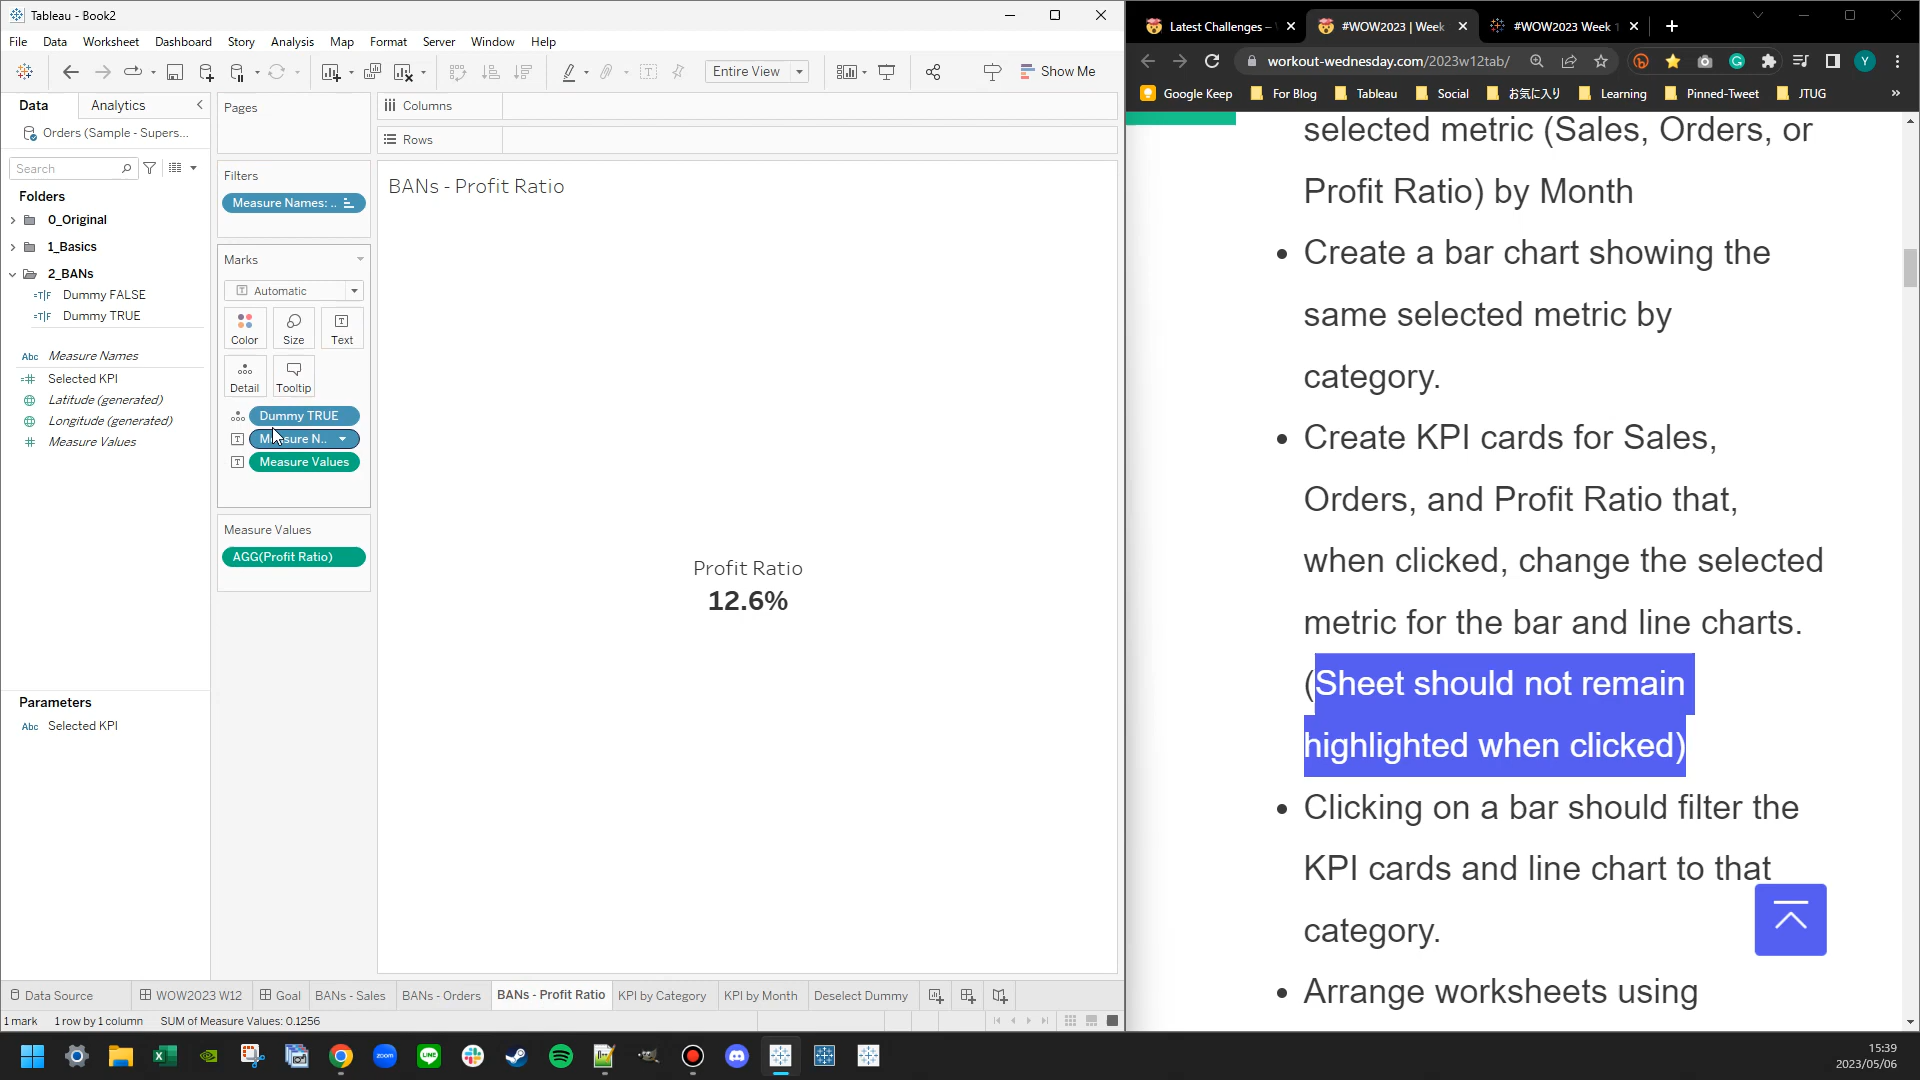 Tableau - Book2
File Data Worksheet Dashboard Story Analysis Map Format Server Window Help
Entire View
Show Me
Data Analytics
Orders (Sample - Supers...
Search
Folders
0_Original
1_Basics
2_BANs
=T|F Dummy FALSE
=T|F Dummy TRUE
Abc Measure Names
Selected KPI
Latitude (generated)
Longitude (generated)
Measure Values
Parameters
Abc Selected KPI
Pages
Filters
Measure Names: ..
Marks
Automatic
Color Size Text
Detail Tooltip
Dummy TRUE
Measure N..
Measure Values
Measure Values
AGG(Profit Ratio)
Columns
Rows
BANs - Profit Ratio
Profit Ratio
12.6%
Data Source WOW2023 W12 Goal BANs - Sales BANs - Orders BANs - Profit Ratio KPI by Category KPI by Month Deselect Dummy
1 mark 1 row by 1 column SUM of Measure Values: 0.1256
Latest Challenges – #WOW2023 | Week #WOW2023 Week 1
workout-wednesday.com/2023w12tab/
Y
Google Keep For Blog Tableau Social お気に入り Learning Pinned-Tweet JTUG »
selected metric (Sales, Orders, or
Profit Ratio) by Month
• Create a bar chart showing the
same selected metric by
category.
• Create KPI cards for Sales,
Orders, and Profit Ratio that,
when clicked, change the selected
metric for the bar and line charts.
(Sheet should not remain
highlighted when clicked)
• Clicking on a bar should filter the
KPI cards and line chart to that
category.
• Arrange worksheets using
zoom
LINE
15:39
2023/05/06